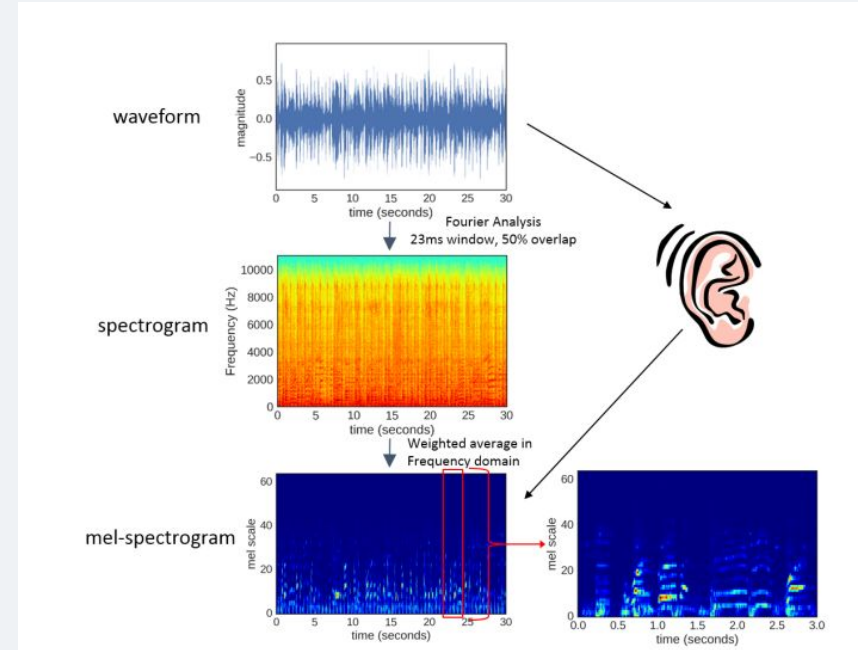 waveform
magnitude
0.5
0.0
−0.5
0 5 10 15 20 25 30
time (seconds)
Fourier Analysis
23ms window, 50% overlap
spectrogram
Frequency (Hz)
10000
8000
6000
4000
2000
0
0 5 10 15 20 25 30
time (seconds)
Weighted average in
Frequency domain
mel-spectrogram
mel scale
60
40
20
0
0 5 10 15 20 25 30
time (seconds)
mel scale
60
40
20
0
0.0 0.5 1.0 1.5 2.0 2.5 3.0
time (seconds)